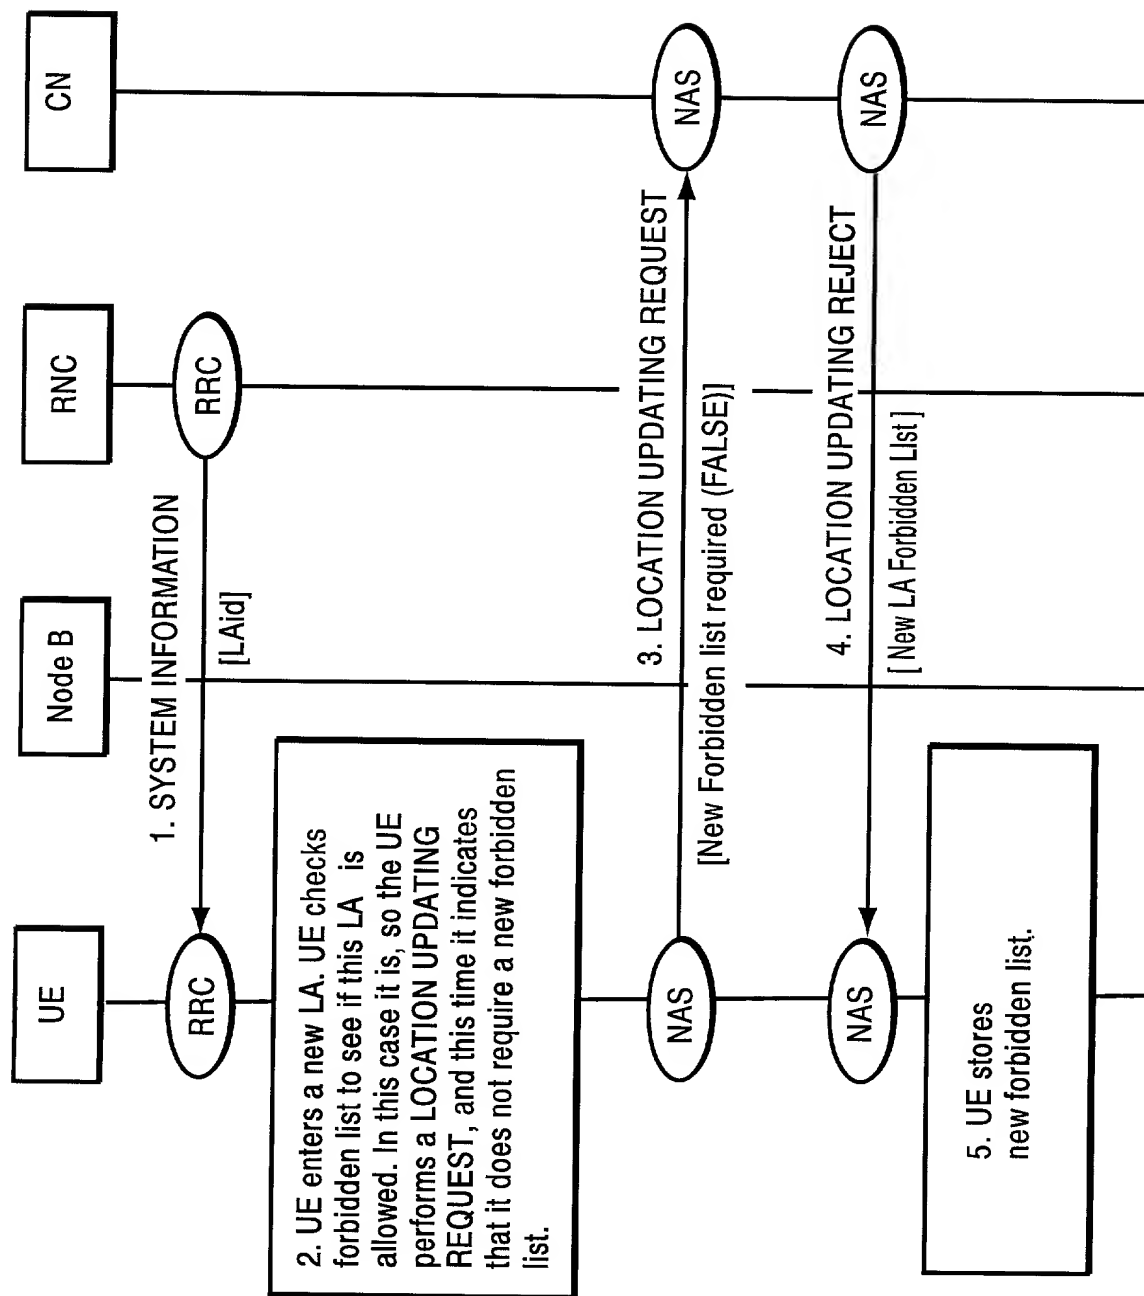 UE
Node B
RNC
CN
1. SYSTEM INFORMATION
RRC
RRC
[LAid]
2. UE enters a new LA. UE checks
forbidden list to see if this LA is
allowed. In this case it is, so the UE
performs a LOCATION UPDATING
REQUEST, and this time it indicates
that it does not require a new forbidden
list.
3. LOCATION UPDATING REQUEST
NAS
NAS
[New Forbidden list required (FALSE)]
4. LOCATION UPDATING REJECT
NAS
NAS
[ New LA Forbidden LIst ]
5. UE stores
new forbidden list.